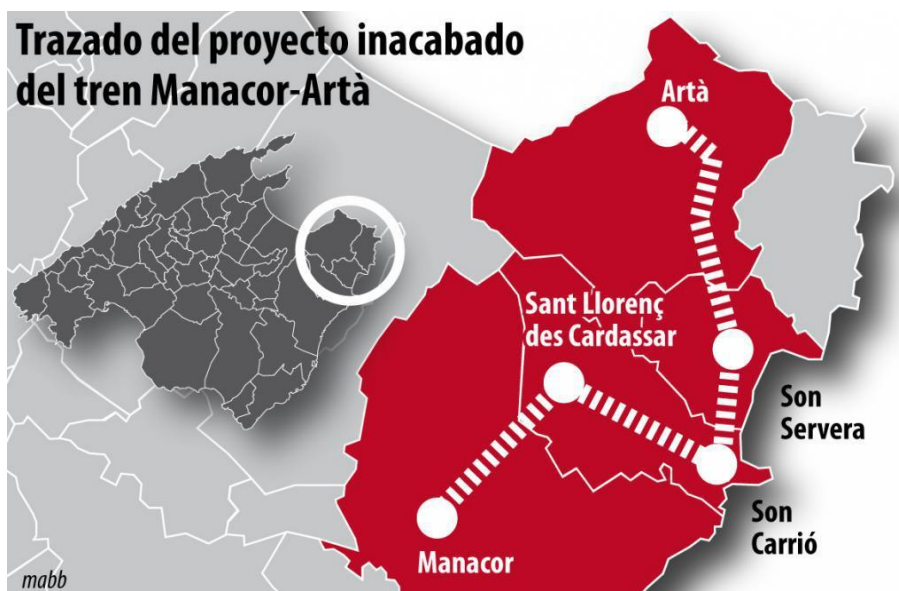 Trazado del proyecto inacabado
del tren Manacor-Artà
Artà
Sant Llorenç
des Cardassar
Son
Servera
Son
Carrió
Manacor
mabb